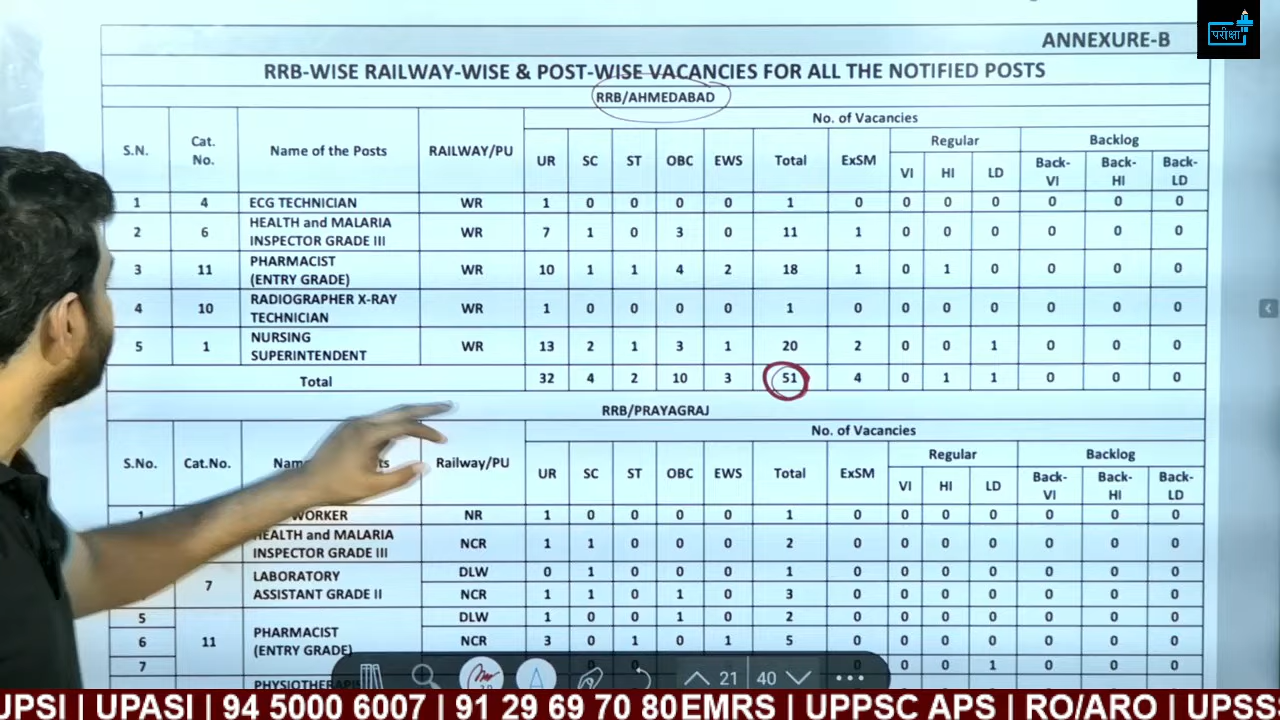 परीक्षा
ANNEXURE-B
RRB-WISE RAILWAY-WISE & POST-WISE VACANCIES FOR ALL THE NOTIFIED POSTS
RRB/AHMEDABAD
S.N. Cat. No. Name of the Posts RAILWAY/PU No. of Vacancies
UR SC ST OBC EWS Total ExSM Regular Backlog
VI HI LD Back-VI Back-HI Back-LD
1 4 ECG TECHNICIAN WR 1 0 0 0 0 1 0 0 0 0 0 0 0
2 6 HEALTH and MALARIA INSPECTOR GRADE III WR 7 1 0 3 0 11 1 0 0 0 0 0 0
3 11 PHARMACIST (ENTRY GRADE) WR 10 1 1 4 2 18 1 0 1 0 0 0 0
4 10 RADIOGRAPHER X-RAY TECHNICIAN WR 1 0 0 0 0 1 0 0 0 0 0 0 0
5 1 NURSING SUPERINTENDENT WR 13 2 1 3 1 20 2 0 0 1 0 0 0
Total 32 4 2 10 3 51 4 0 1 1 0 0 0
RRB/PRAYAGRAJ
S.No. Cat.No. Railway/PU No. of Vacancies
UR SC ST OBC EWS Total ExSM Regular Backlog
VI HI LD Back-VI Back-HI Back-LD
WORKER NR 1 0 0 0 0 1 0 0 0 0 0 0 0
HEALTH and MALARIA INSPECTOR GRADE III NCR 1 1 0 0 0 2 0 0 0 0 0 0 0
7 LABORATORY ASSISTANT GRADE II DLW 0 1 0 0 0 1 0 0 0 0 0 0 0
NCR 1 1 0 1 0 3 0 0 0 0 0 0 0
5 11 PHARMACIST (ENTRY GRADE) DLW 1 0 0 1 0 2 0 0 0 0 0 0 0
6 NCR 3 0 1 0 1 5 0 0 0 0 0 0 0
7 0 0 1 0 0 0
21 40
UPSI | UPASI | 94 5000 6007 | 91 29 69 70 80 EMRS | UPPSC APS | RO/ARO | UPSS